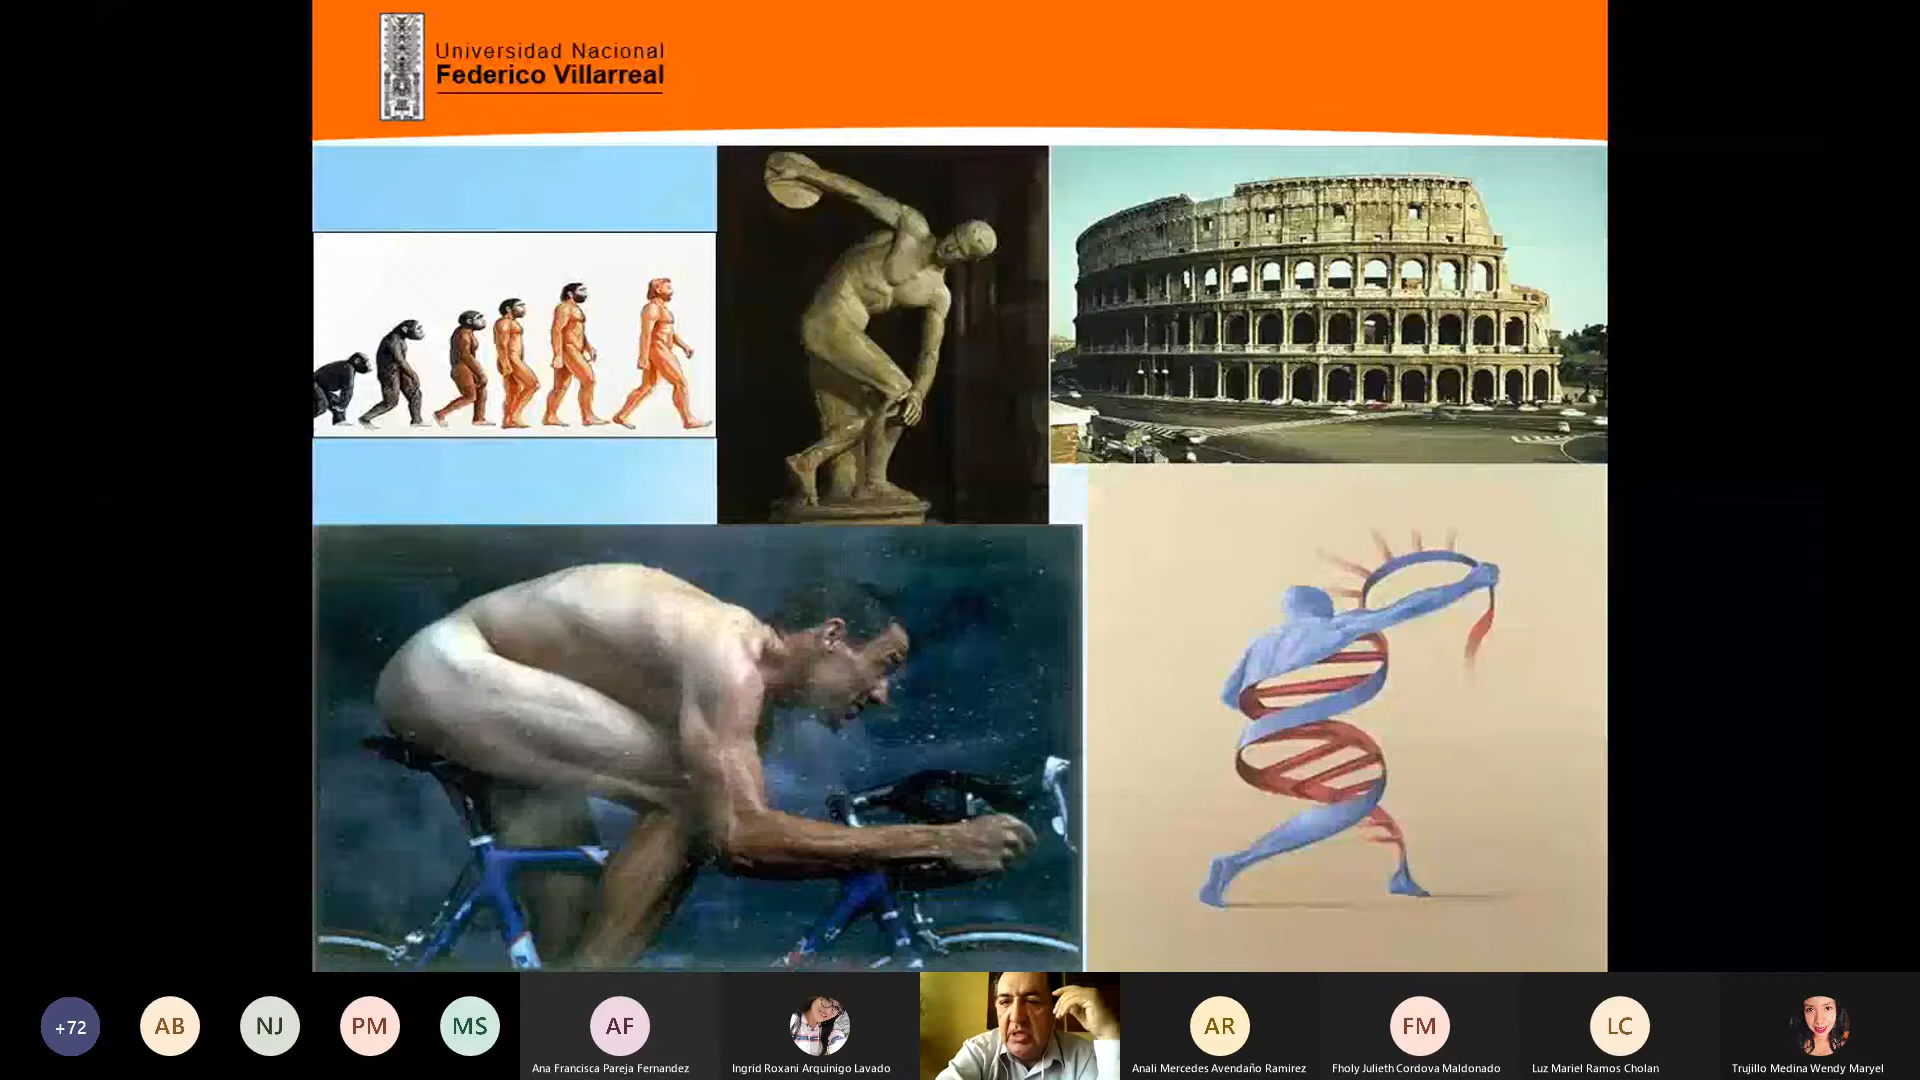 Universidad Nacional
Federico Villarreal
+72
AB
NJ
PM
MS
AF
AR
FM
LC
Ana Francisca Pareja Fernandez
Ingrid Roxani Arquinigo Lavado
Anali Mercedes Avendaño Ramirez
Fholy Julieth Cordova Maldonado
Luz Mariel Ramos Cholan
Trujillo Medina Wendy Maryel